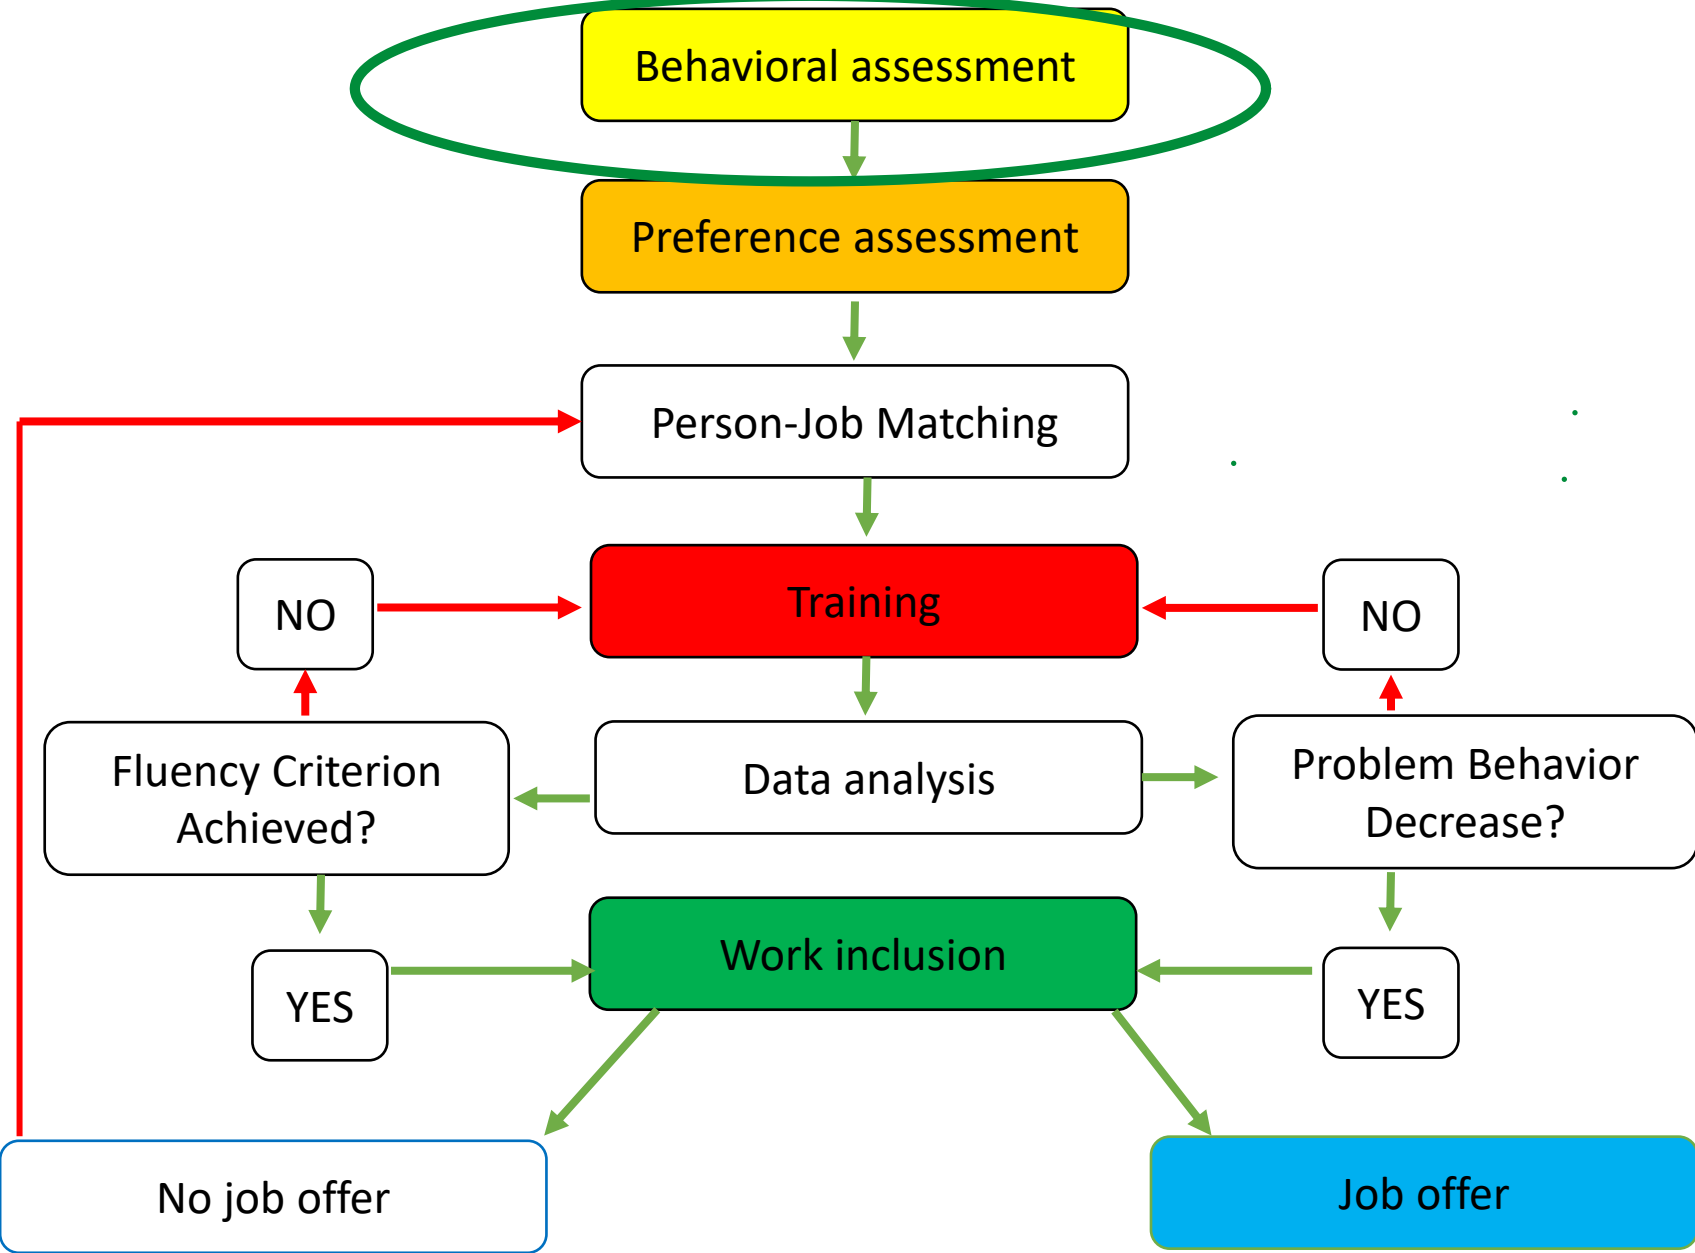 Behavioral assessment
Preference assessment
Person-Job Matching
NO
Training
NO
Fluency Criterion
Achieved?
Data analysis
Problem Behavior
Decrease?
YES
Work inclusion
YES
No job offer
Job offer